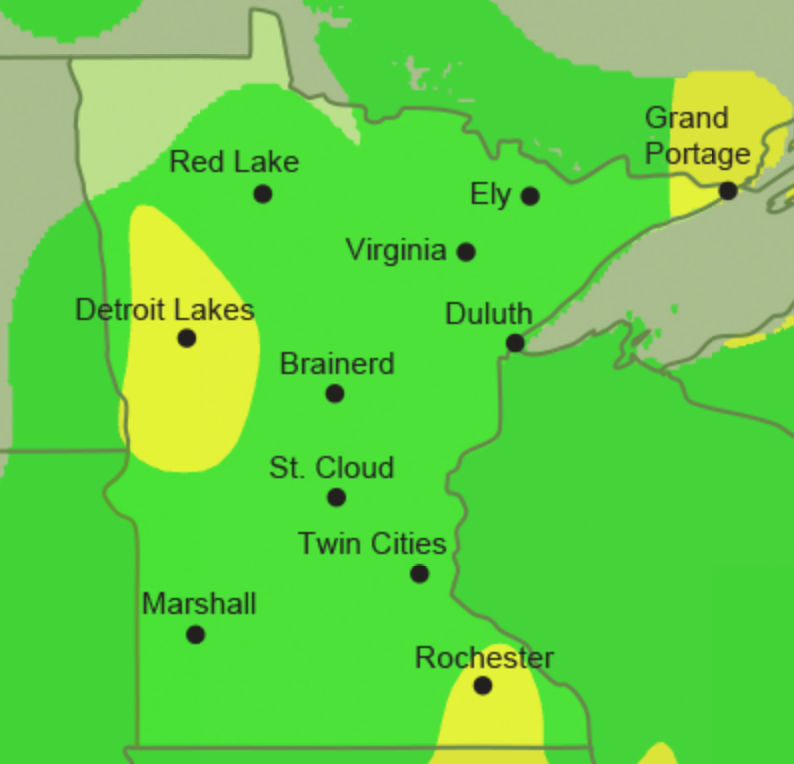 Grand
Portage
Red Lake
Ely
Virginia
Detroit Lakes
Duluth
Brainerd
St. Cloud
Twin Cities
Marshall
Rochester